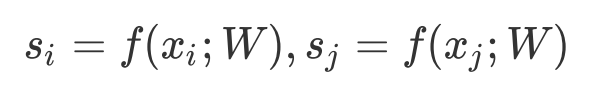 s_i = f(x_i; W), s_j = f(x_j; W)